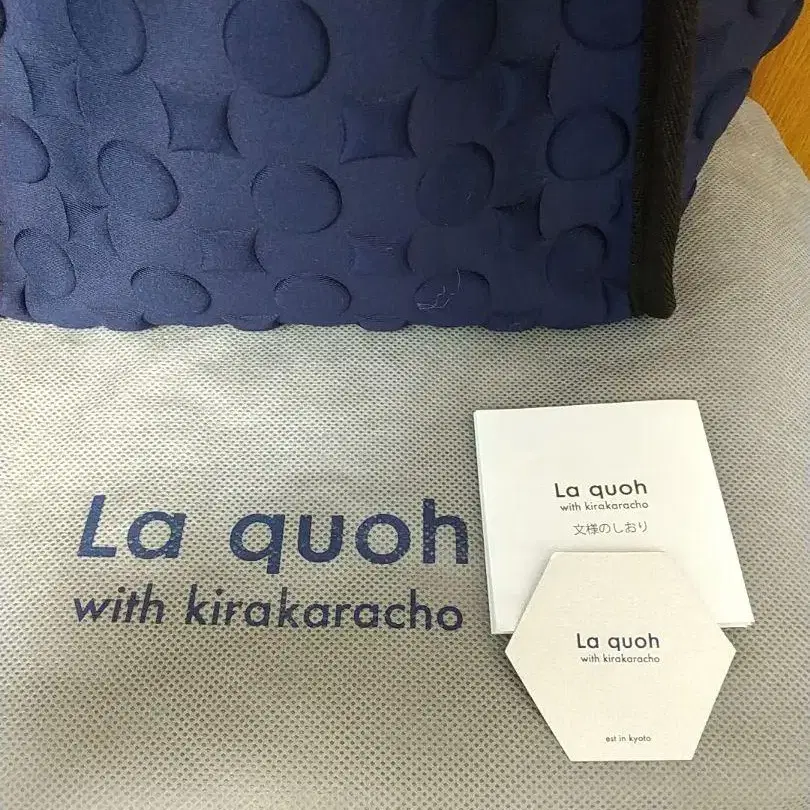 La quoh
with kirakaracho
La quoh
with kirakaracho
文様のしおり
La quoh
with kirakaracho
est in kyoto